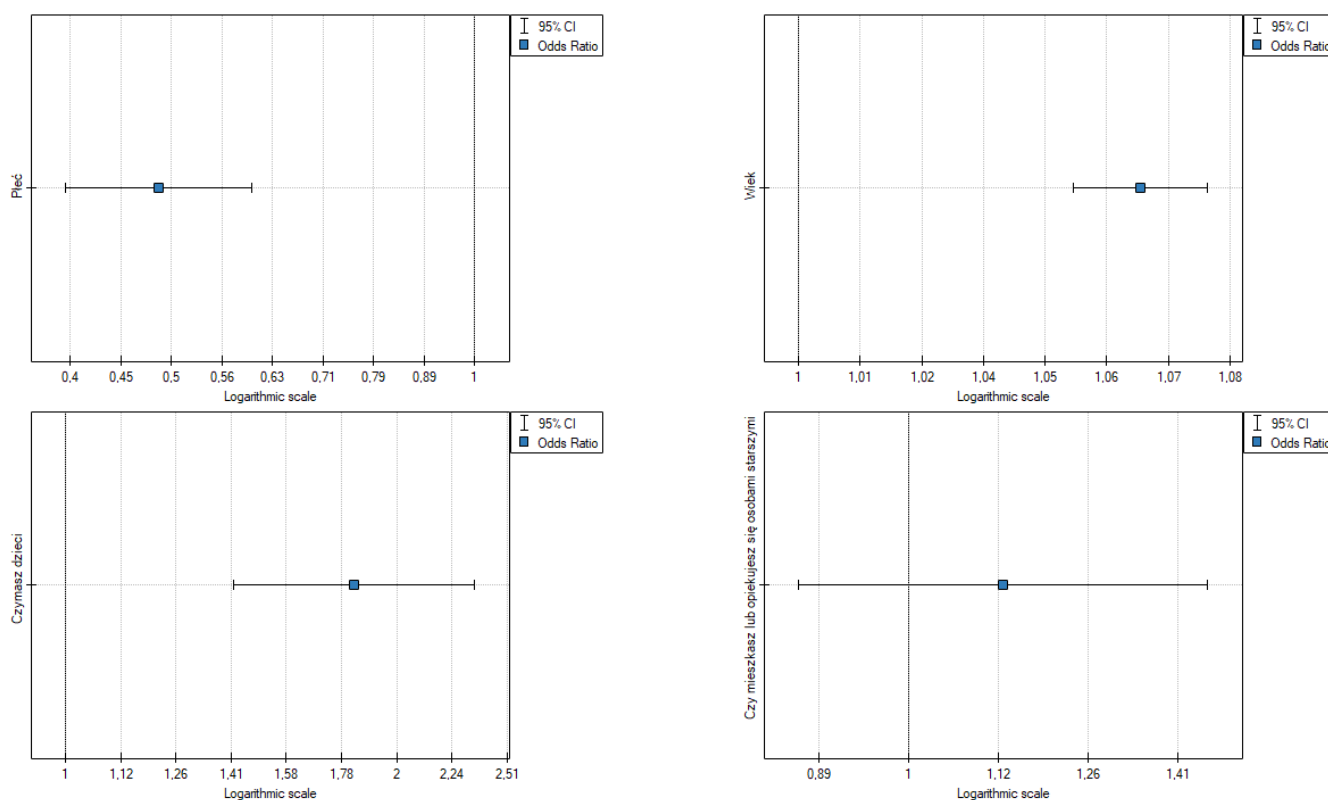 95% CI
Odds Ratio
Płeć
0,4 0,45 0,5 0,56 0,63 0,71 0,79 0,89 1
Logarithmic scale
95% CI
Odds Ratio
Wiek
1 1,01 1,02 1,04 1,05 1,06 1,07 1,08
Logarithmic scale
95% CI
Odds Ratio
Czymasz dzieci
1 1,12 1,26 1,41 1,58 1,78 2 2,24 2,51
Logarithmic scale
95% CI
Odds Ratio
Czy mieszkasz lub opiekujesz się osobami starszymi
0,89 1 1,12 1,26 1,41
Logarithmic scale